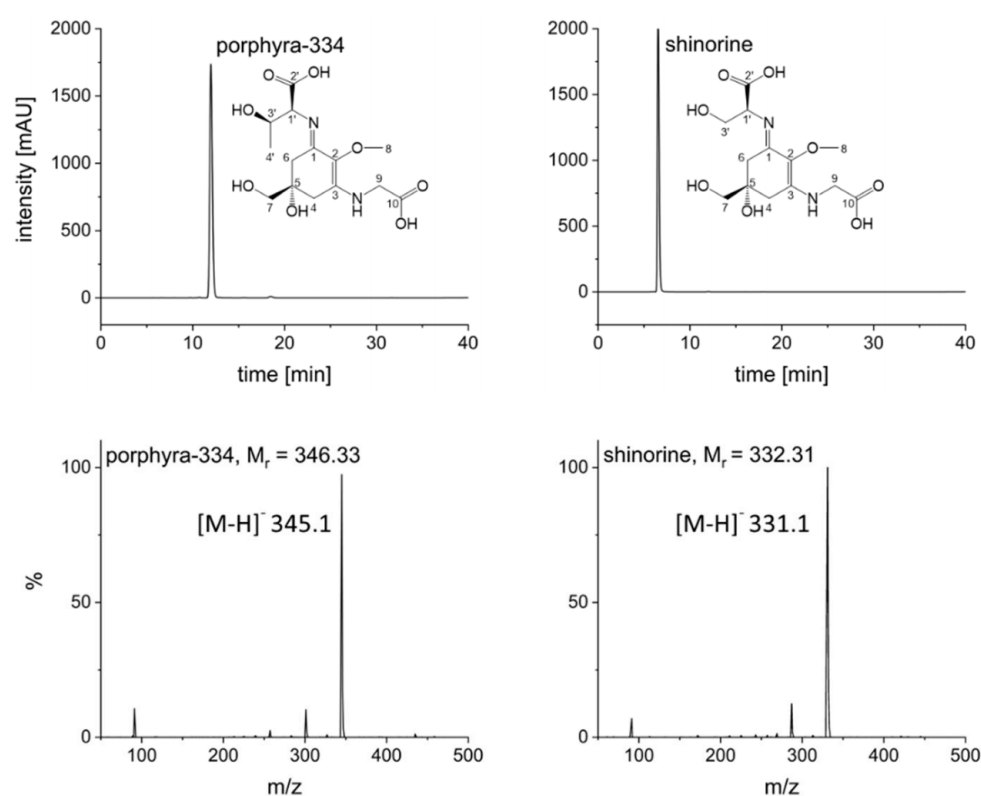 porphyra-334
intensity [mAU]
2000
1500
1000
500
0
O
2'
OH
HO
3'
1'
4'
N
6
1
2
O
8
5
3
9
HO
7
OH
4
N
H
10
O
OH
0 10 20 30 40
time [min]
shinorine
2000
1500
1000
500
0
O
2'
OH
HO
3'
1'
N
6
1
2
O
8
5
3
9
HO
7
OH
4
N
H
10
O
OH
0 10 20 30 40
time [min]
porphyra-334, Mr = 346.33
[M-H]- 345.1
%
100
50
0
100 200 300 400 500
m/z
shinorine, Mr = 332.31
[M-H]- 331.1
100
50
0
100 200 300 400 500
m/z